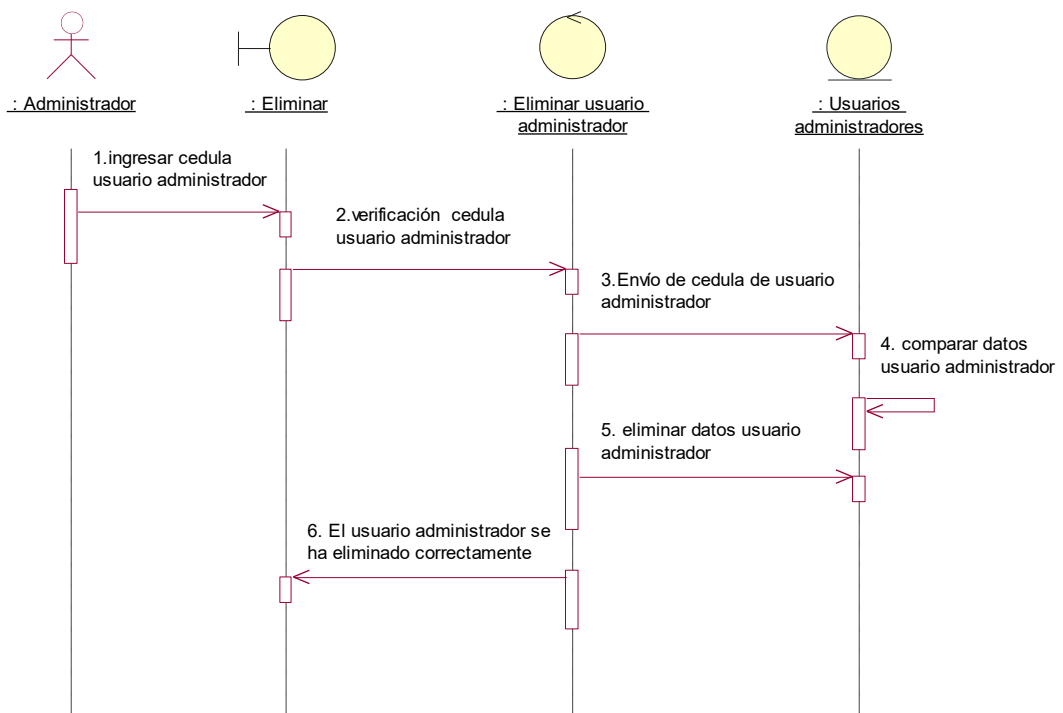 : Administrador
: Eliminar
: Eliminar usuario
administrador
: Usuarios
administradores
1.ingresar cedula
usuario administrador
2.verificación cedula
usuario administrador
3.Envío de cedula de usuario
administrador
4. comparar datos
usuario administrador
5. eliminar datos usuario
administrador
6. El usuario administrador se
ha eliminado correctamente